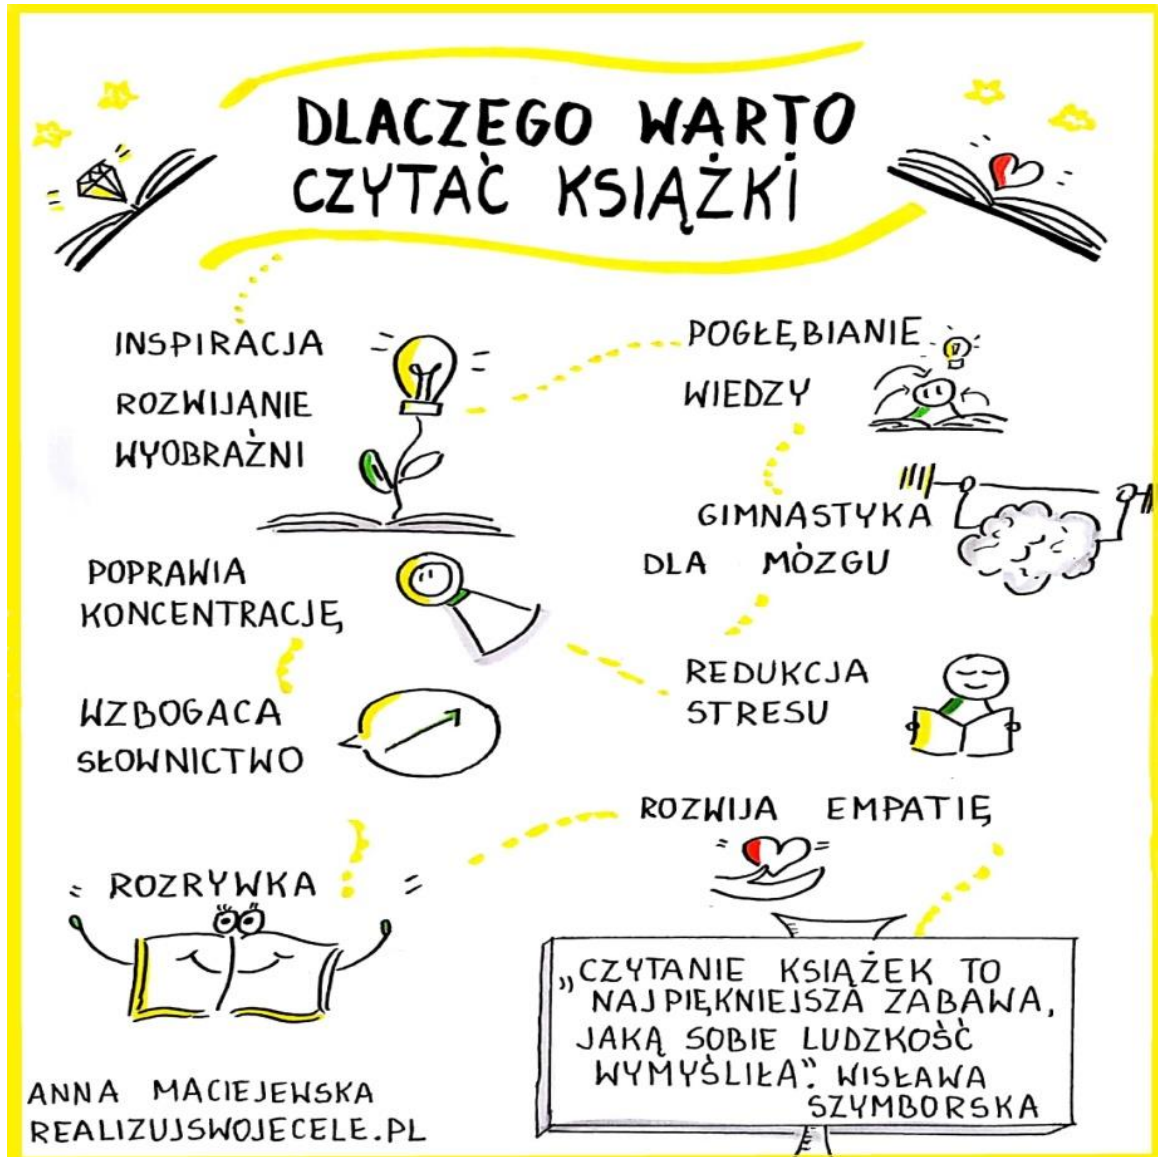 DLACZEGO WARTO
CZYTAĆ KSIĄŻKI
INSPIRACJA
ROZWIJANIE
WYOBRAŹNI
POGŁĘBIANIE
WIEDZY
GIMNASTYKA
DLA MÓZGU
REDUKCJA
STRESU
POPRAWIA
KONCENTRACJĘ
WZBOGACA
SŁOWNICTWO
ROZRYWKA
ROZWIJA EMPATIĘ
„CZYTANIE KSIĄŻEK TO
NAJPIĘKNIEJSZA ZABAWA,
JAKĄ SOBIE LUDZKOŚĆ
WYMYŚLIŁA”. WISŁAWA
SZYMBORSKA
ANNA MACIEJEWSKA
REALIZUJSWOJECELE.PL